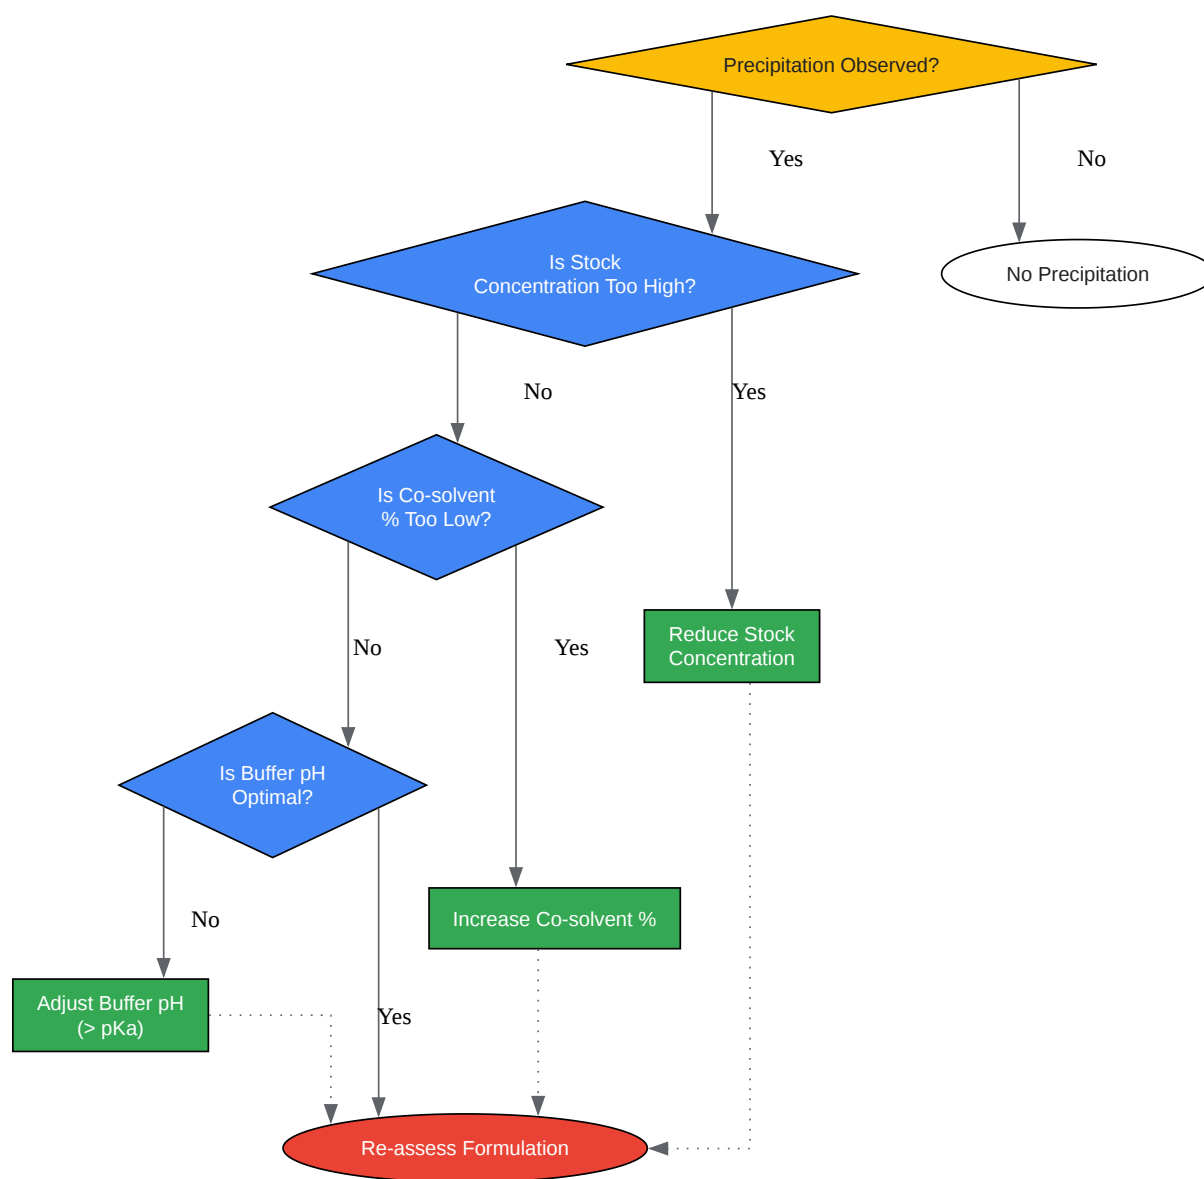 Precipitation Observed?
Yes
No
Is Stock
Concentration Too High?
No Precipitation
No
Yes
Is Co-solvent
% Too Low?
No
Yes
Reduce Stock
Concentration
Is Buffer pH
Optimal?
No
Increase Co-solvent %
Adjust Buffer pH
(> pKa)
Yes
Re-assess Formulation